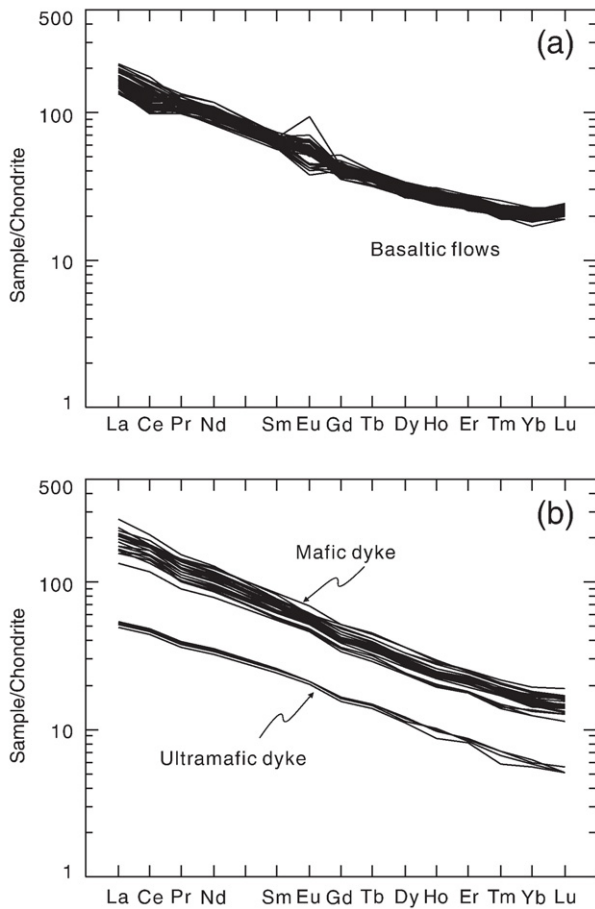 500
(a)
100
Sample/Chondrite
Basaltic flows
10
1
La Ce Pr Nd Sm Eu Gd Tb Dy Ho Er Tm Yb Lu
500
(b)
Mafic dyke
100
Sample/Chondrite
10
Ultramafic dyke
1
La Ce Pr Nd Sm Eu Gd Tb Dy Ho Er Tm Yb Lu